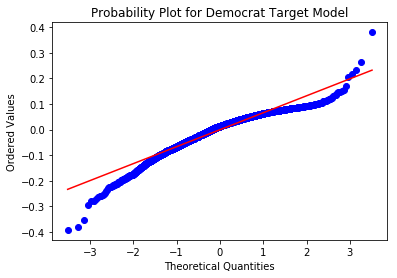 Probability Plot for Democrat Target Model
0.4
0.3
0.2
0.1
0.0
−0.1
−0.2
−0.3
−0.4
Ordered Values
−3 −2 −1 0 1 2 3
Theoretical Quantities